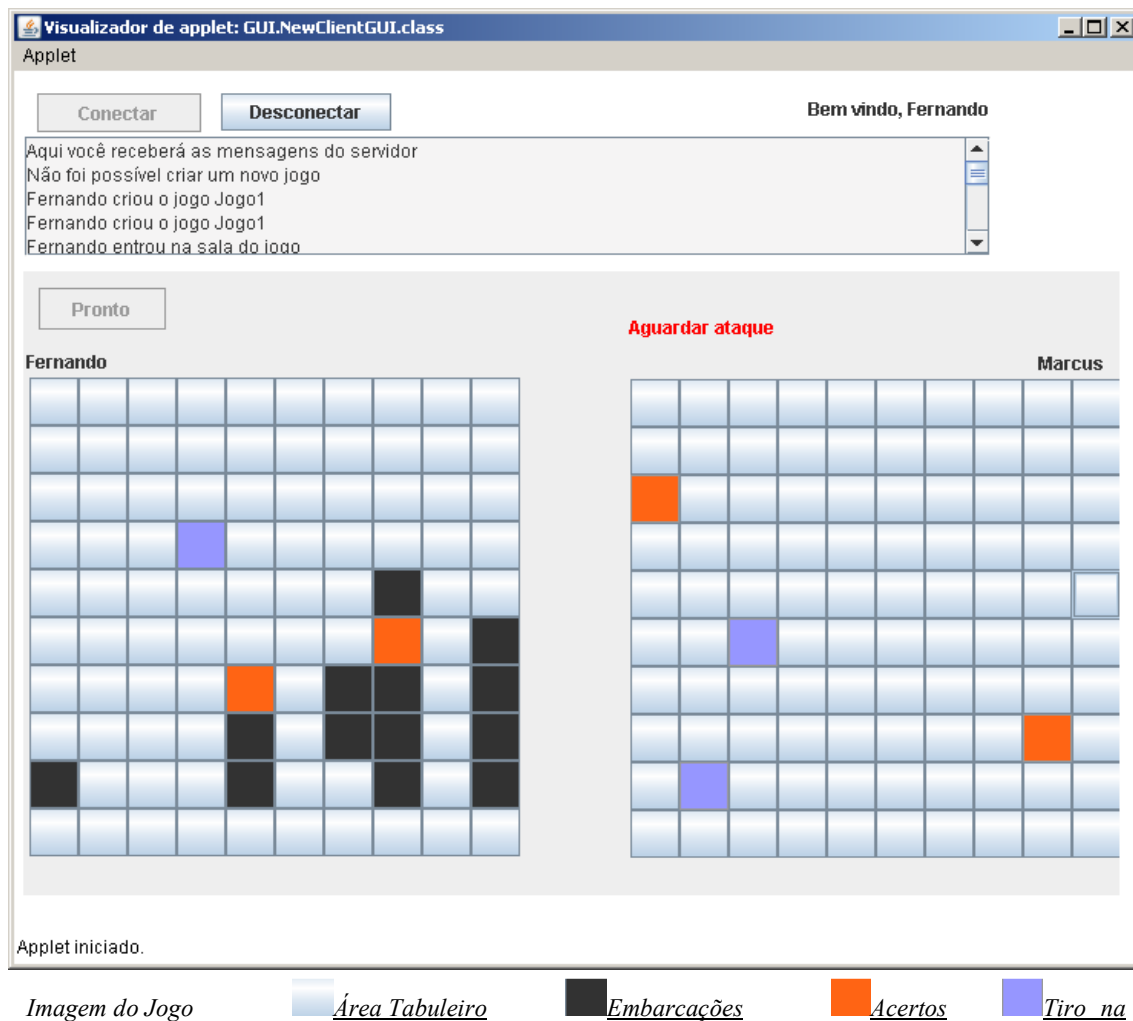 Visualizador de applet: GUI.NewClientGUI.class
Applet
Conectar Desconectar Bem vindo, Fernando
Aqui você receberá as mensagens do servidor
Não foi possível criar um novo jogo
Fernando criou o jogo Jogo1
Fernando criou o jogo Jogo1
Fernando entrou na sala do jogo
Pronto
Aguardar ataque
Fernando Marcus
Applet iniciado.
Imagem do Jogo Área Tabuleiro Embarcações Acertos Tiro na